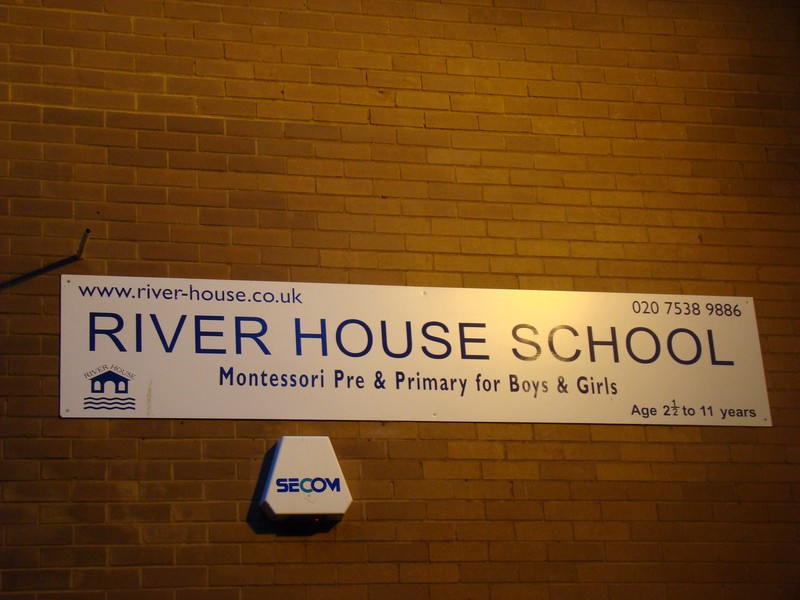 www.river-house.co.uk
020 7538 9886
RIVER HOUSE SCHOOL
RIVER HOUSE
Montessori Pre & Primary for Boys & Girls
Age 2½ to 11 years
SECOM